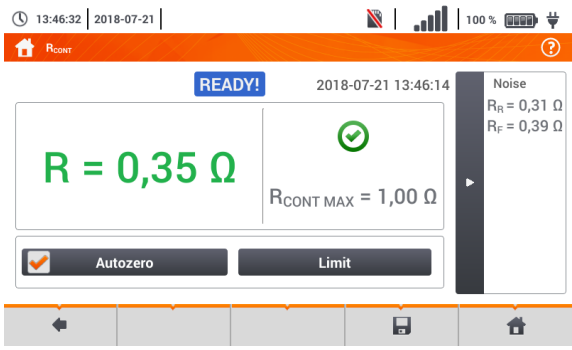 13:46:32 2018-07-21 100 %
RCONT ?
READY! 2018-07-21 13:46:14
Noise
RR = 0,31 Ω
RF = 0,39 Ω
R = 0,35 Ω
RCONT MAX = 1,00 Ω
Autozero Limit